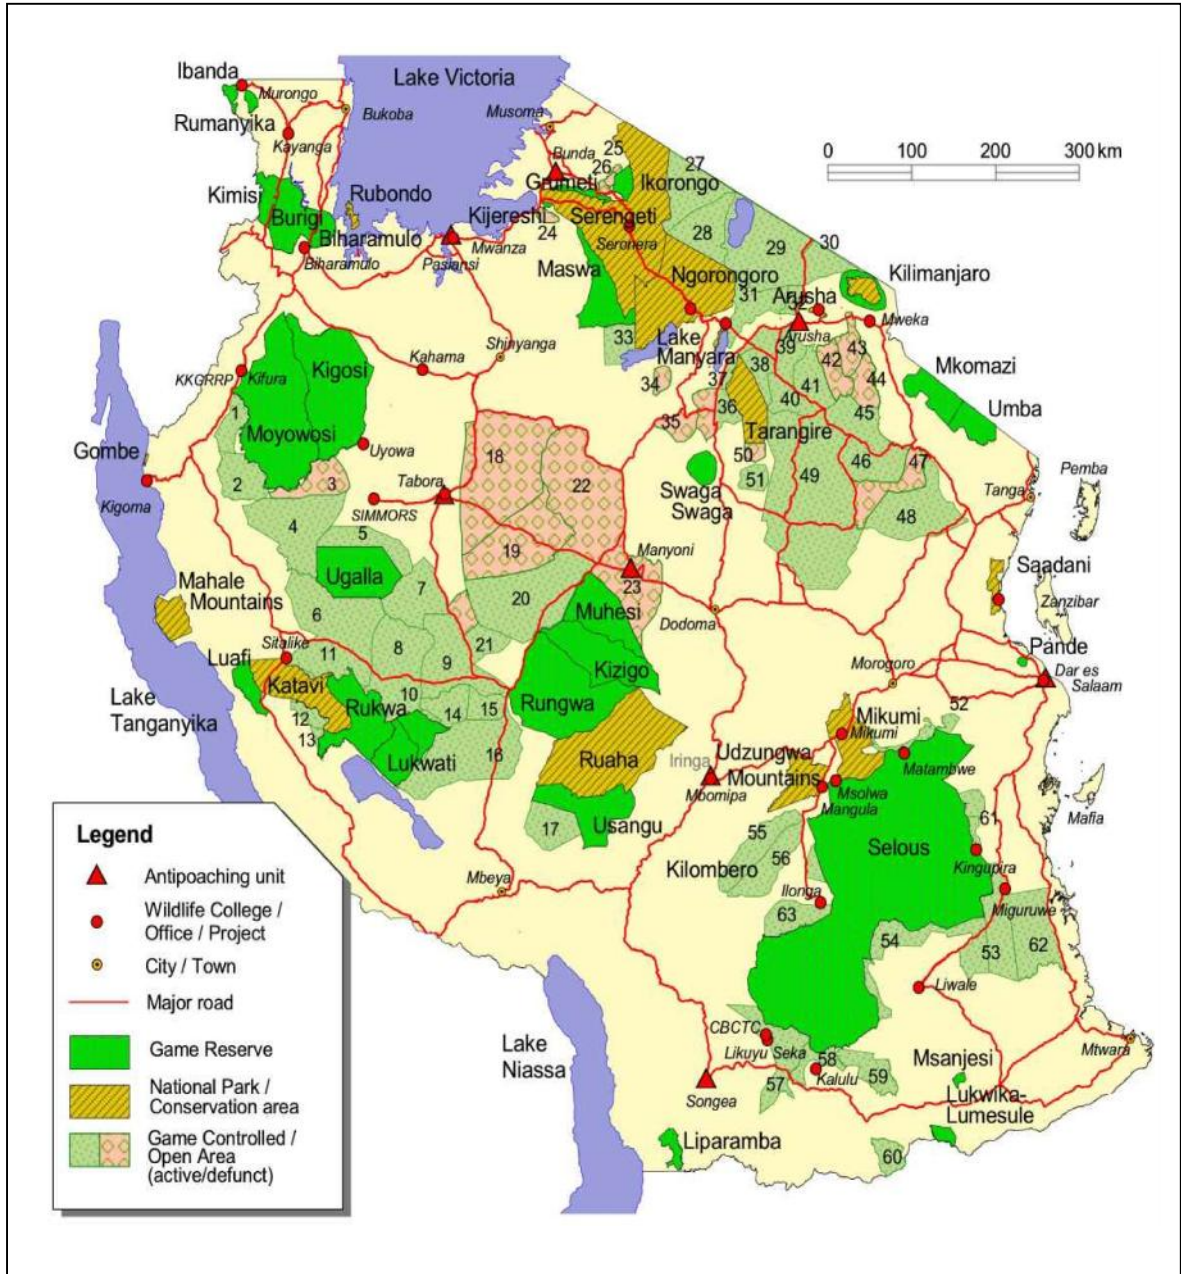 Ibanda
Murongo
Rumanyika
Kayanga
Bukoba
Lake Victoria
Musoma
Bunda
25
26
27
0 100 200 300 km
Grumeti
Ikorongo
Kimisi
Burigi
Rubondo
Biharamulo
Biharamulo
Kijereshi
Mwanza
Pasiansi
24
Serengeti
Seronera
28
29
30
Maswa
Ngorongoro
31
Arusha
32
Arusha
Kilimanjaro
Mweka
33
Lake
Manyara
34
35
36
37
38
39
40
41
42
43
44
45
Mkomazi
Umba
Shinyanga
Kahama
KKGRRP
Kifura
Kigosi
Moyowosi
1
2
3
Gombe
Kigoma
Uyowa
Tabora
SIMMORS
18
22
19
Tarangire
50
51
49
46
47
48
Swaga
Swaga
Pemba
Tanga
4
5
Ugalla
6
7
8
9
20
21
Manyoni
23
Muhesi
Dodoma
Saadani
Zanzibar
Mahale
Mountains
Sitalike
11
Luafi
Katavi
Rukwa
10
12
13
14
15
16
Lukwati
Rungwa
Kizigo
Pande
Dar es
Salaam
Morogoro
52
Lake
Tanganyika
Ruaha
Iringa
Udzungwa
Mountains
Mbomipa
Mikumi
Mikumi
Matambwe
Msolwa
Mangula
Mafia
17
Usangu
Mbeya
55
56
Kilombero
Ilonga
63
Selous
61
Kingupira
Miguruwe
54
53
62
Liwale
Lake
Niassa
CBCTC
Likuyu Seka
58
Kalulu
57
59
Songea
Msanjesi
Mtwara
Lukwika-
Lumesule
Liparamba
60
Legend
Antipoaching unit
Wildlife College /
Office / Project
City / Town
Major road
Game Reserve
National Park /
Conservation area
Game Controlled /
Open Area
(active/defunct)